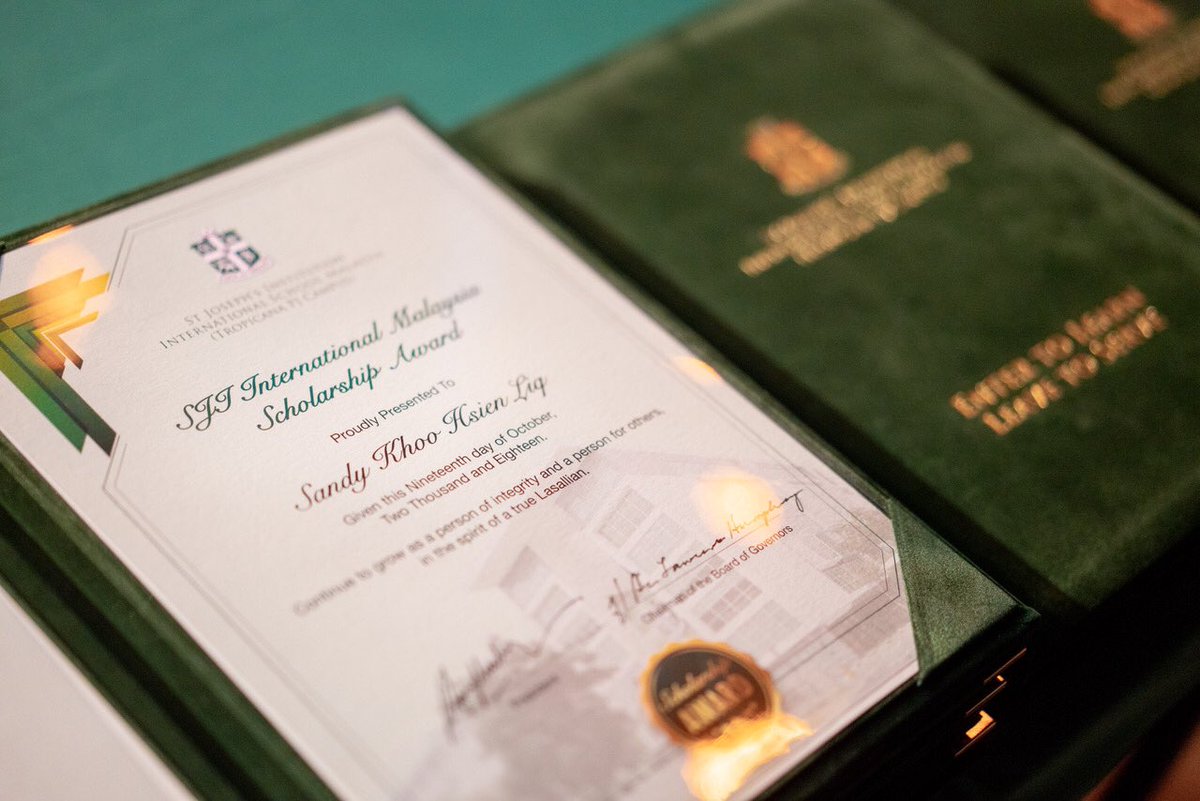 ST JOSEPH'S INSTITUTION
INTERNATIONAL SCHOOL MALAYSIA
(TROPICANA PJ CAMPUS)
SJI International Malaysia
Scholarship Award
Proudly Presented To
Sandy Khoo Hsien Liq
Given this Nineteenth day of October,
Two Thousand and Eighteen.
Continue to grow as a person of integrity and a person for others,
in the spirit of a true Lasallian.
Chairman of the Board of Governors
Scholarship
AWARD
ENTER TO LEARN
LEAVE TO SERVE